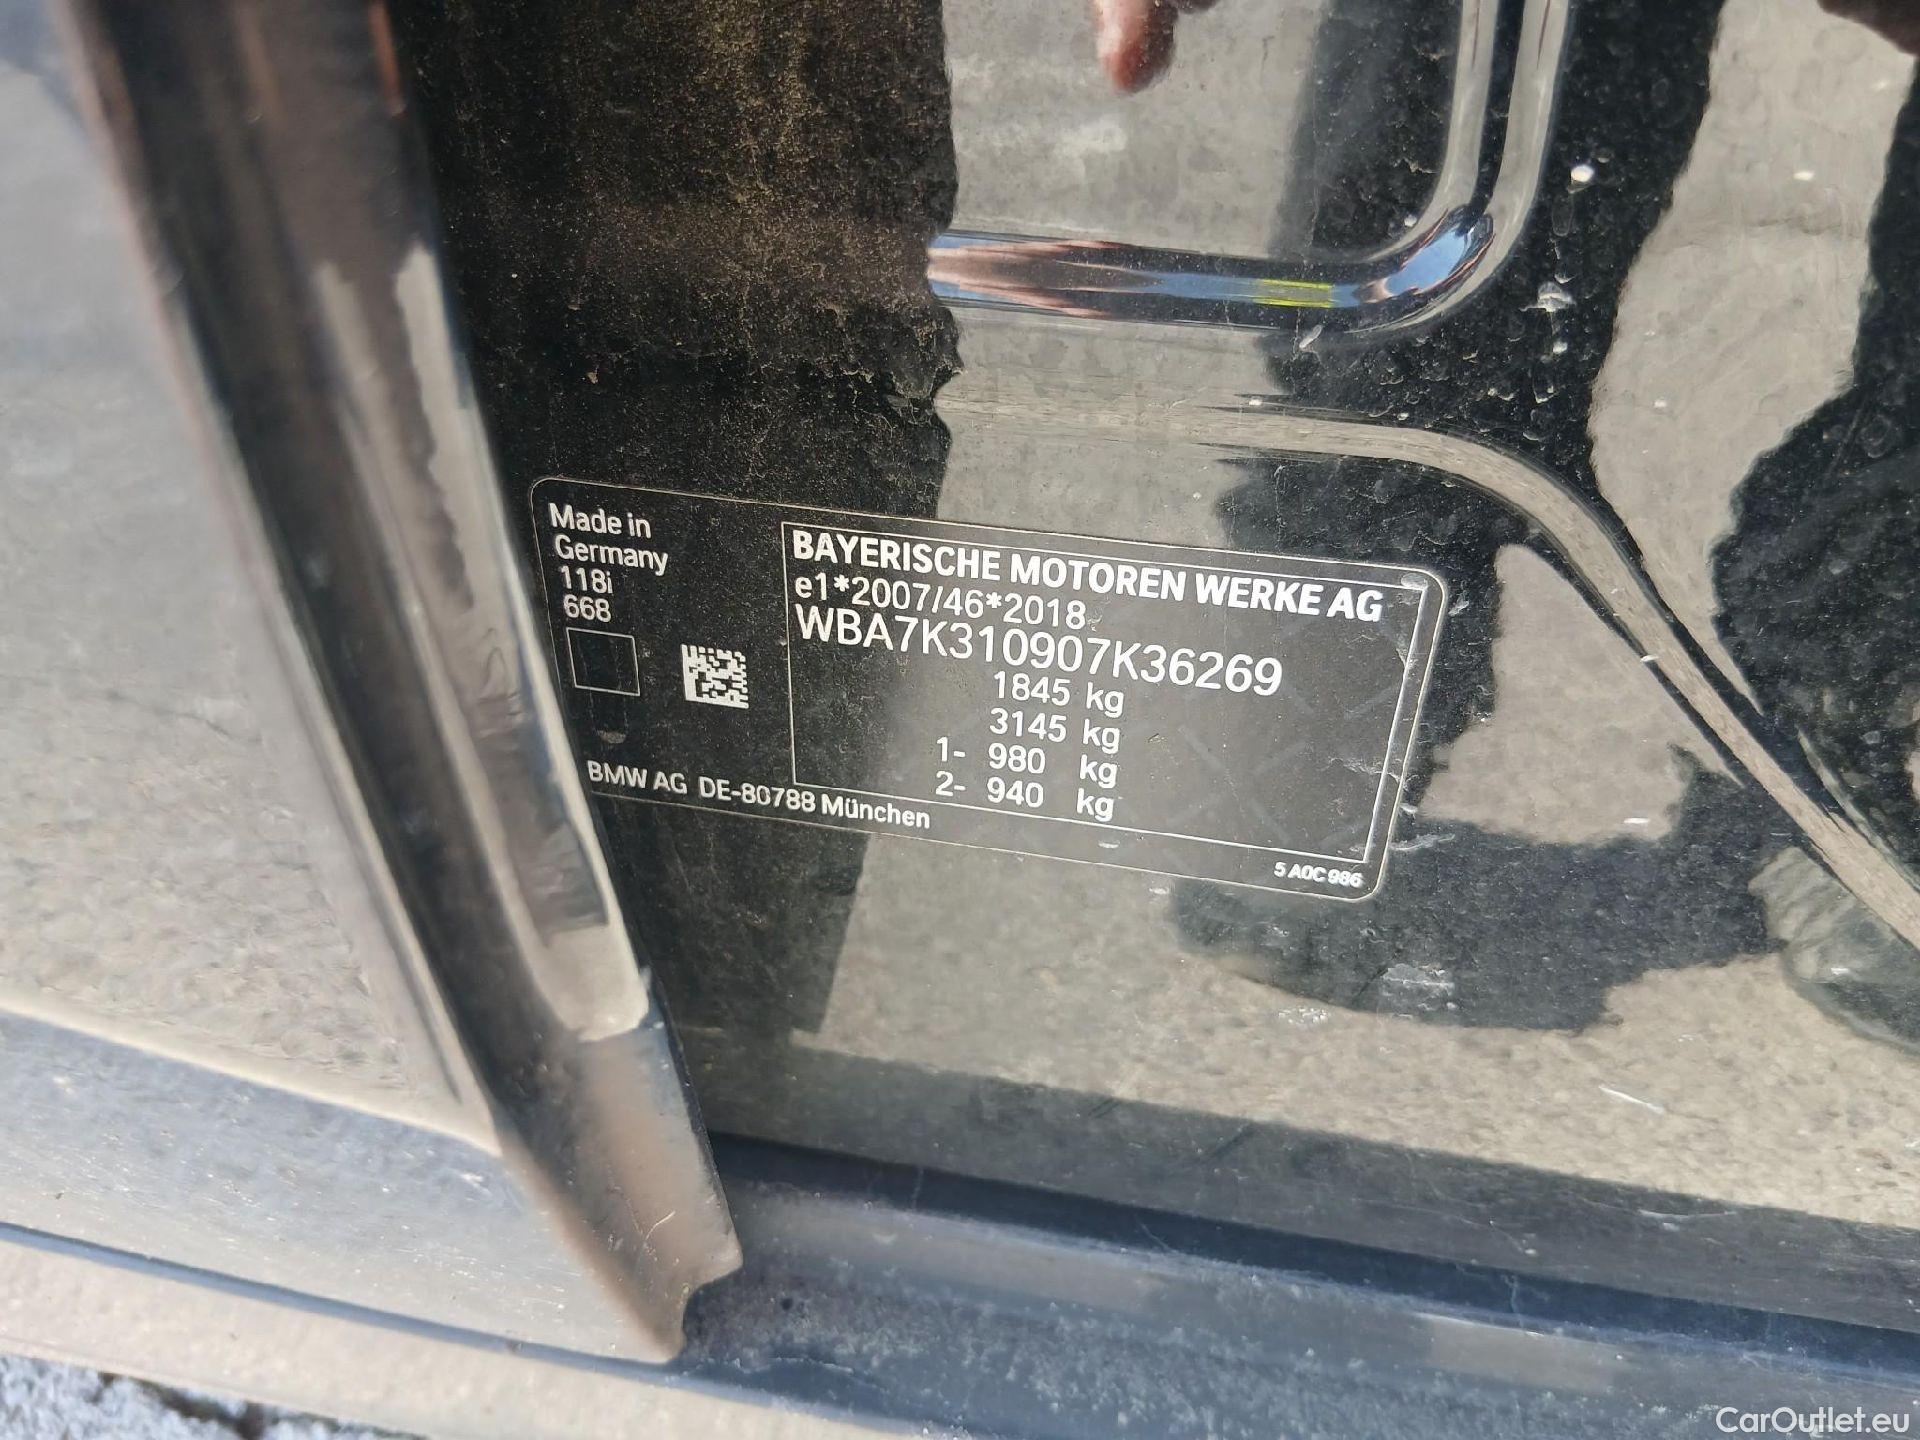 Made in
Germany
118i
668
BAYERISCHE MOTOREN WERKE AG
e1*2007/46*2018
WBA7K310907K36269
1845 kg
3145 kg
1- 980 kg
2- 940 kg
BMW AG DE-80788 München
5 A0C 986
CarOutlet.eu